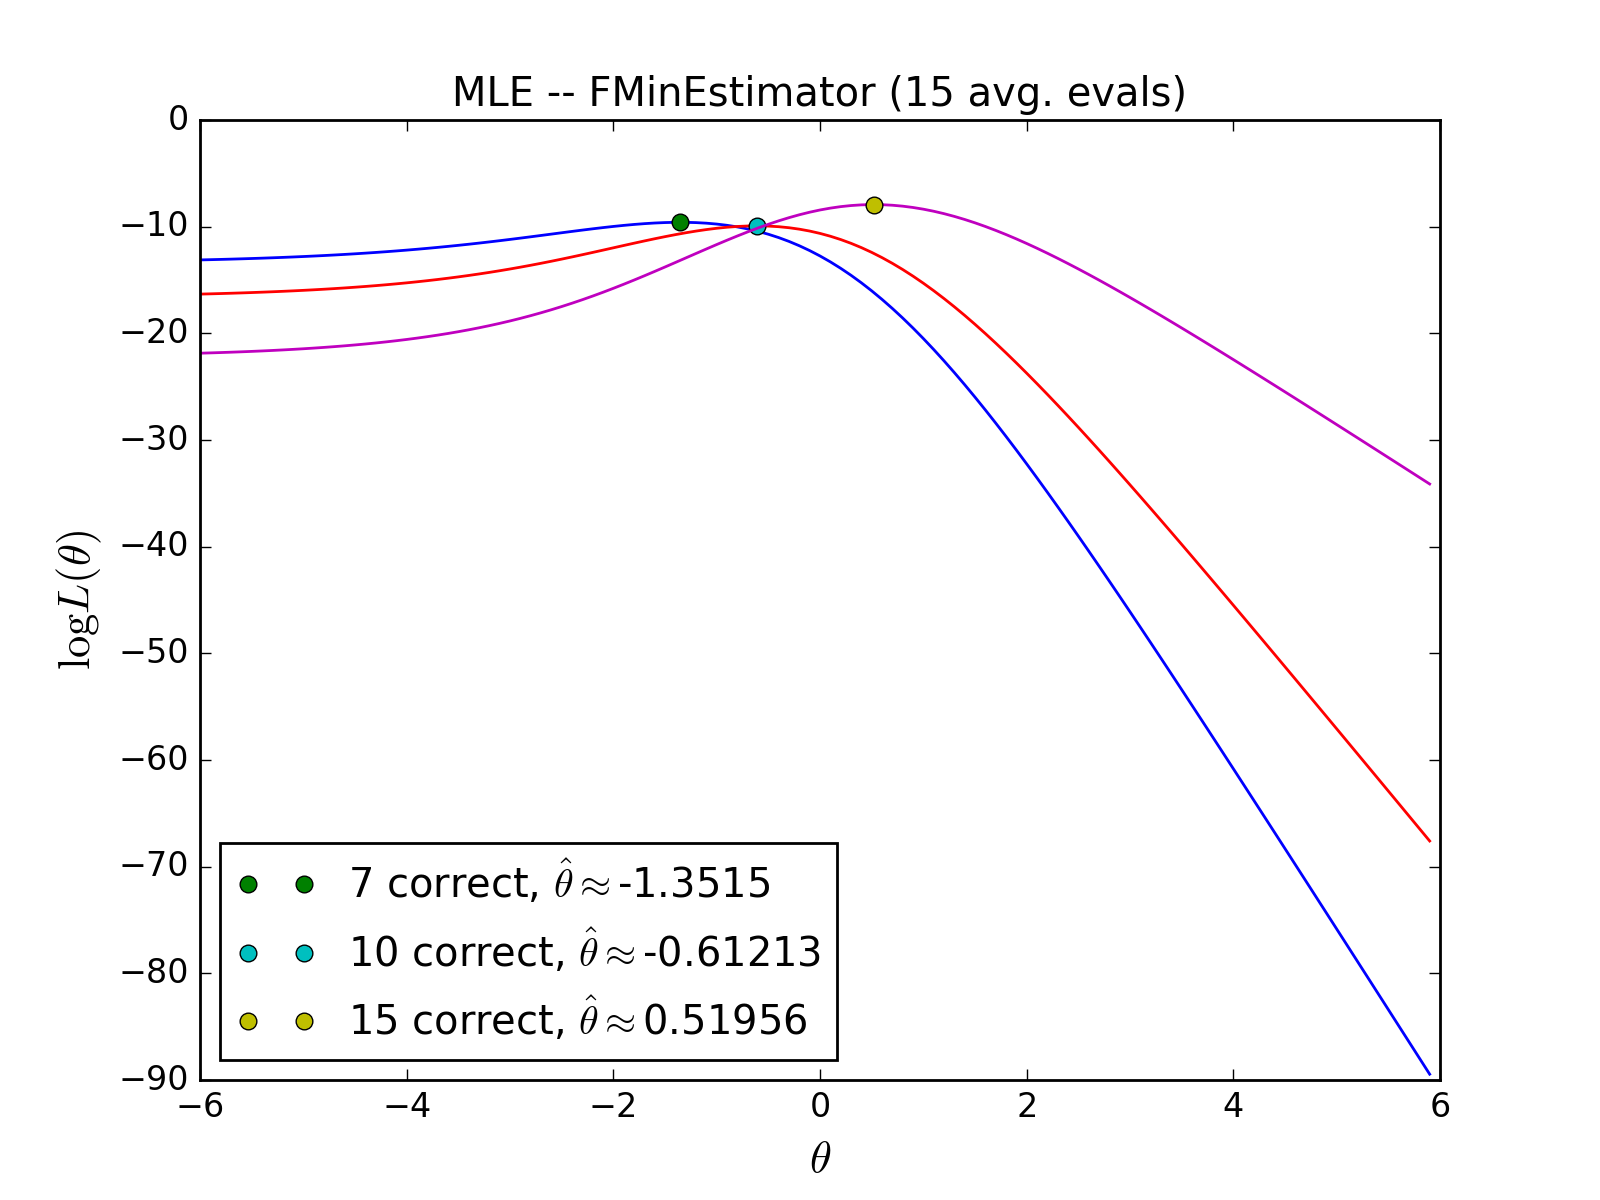 MLE -- FMinEstimator (15 avg. evals)
0
−10
−20
−30
−40
−50
−60
−70
−80
−90
log L(θ)
7 correct, θ̂ ≈ -1.3515
10 correct, θ̂ ≈ -0.61213
15 correct, θ̂ ≈ 0.51956
−6 −4 −2 0 2 4 6
θ